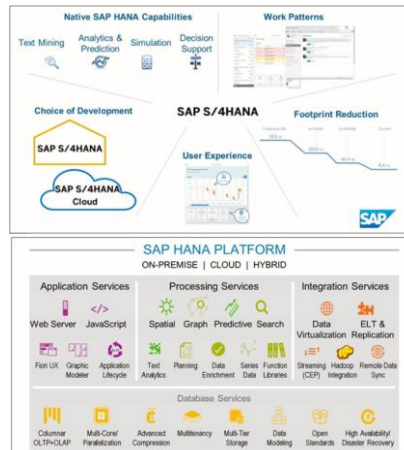 Native SAP HANA Capabilities
Work Patterns
Text Mining
Analytics & Prediction
Simulation
Decision Support
Choice of Development
SAP S/4HANA
Footprint Reduction
SAP S/4HANA
SAP S/4HANA Cloud
User Experience
SAP
SAP HANA PLATFORM
ON-PREMISE | CLOUD | HYBRID
Application Services
Processing Services
Integration Services
Web Server
JavaScript
Spatial
Graph
Predictive
Search
Data Virtualization
ELT & Replication
Fiori UX
Graphic Modeler
Application Lifecycle
Text Analytics
Planning
Data Enrichment
Series Data
Function Libraries
Streaming (CEP)
Hadoop Integration
Remote Data Sync
Database Services
Columnar OLTP+OLAP
Multi-Core/ Parallelization
Advanced Compression
Multitenancy
Multi-Tier Storage
Data Modeling
Open Standards
High Availability/ Disaster Recovery